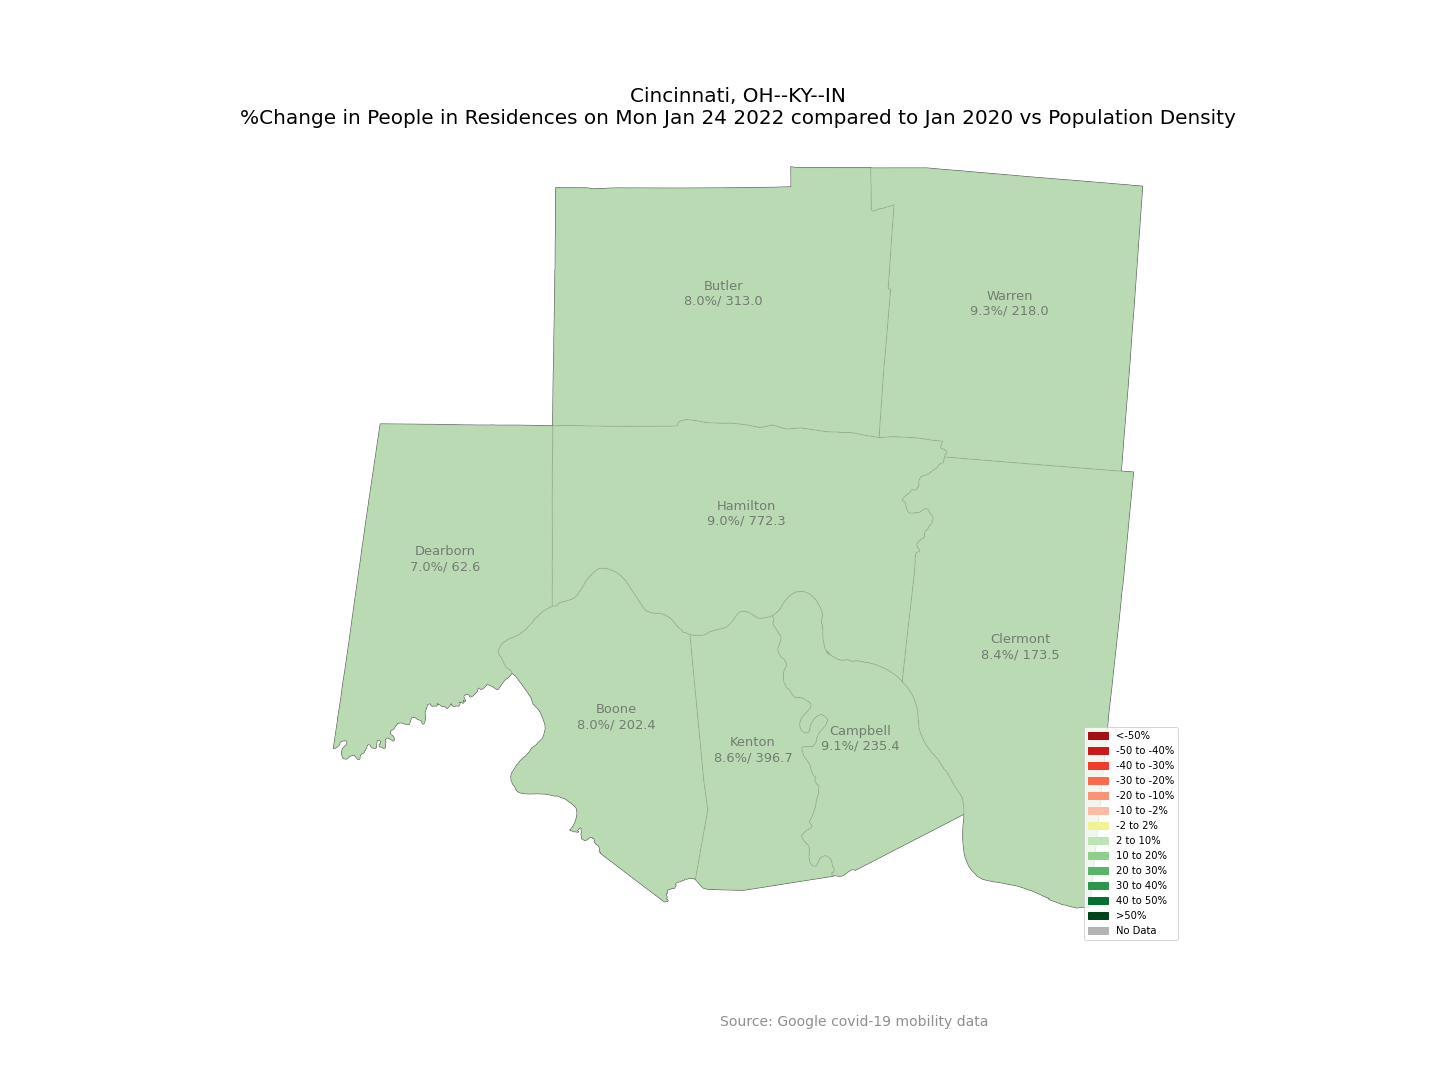 Cincinnati, OH--KY--IN
%Change in People in Residences on Mon Jan 24 2022 compared to Jan 2020 vs Population Density
Butler
8.0%/ 313.0
Warren
9.3%/ 218.0
Hamilton
9.0%/ 772.3
Dearborn
7.0%/ 62.6
Clermont
8.4%/ 173.5
Boone
8.0%/ 202.4
Kenton
8.6%/ 396.7
Campbell
9.1%/ 235.4
<-50%
-50 to -40%
-40 to -30%
-30 to -20%
-20 to -10%
-10 to -2%
-2 to 2%
2 to 10%
10 to 20%
20 to 30%
30 to 40%
40 to 50%
>50%
No Data
Source: Google covid-19 mobility data